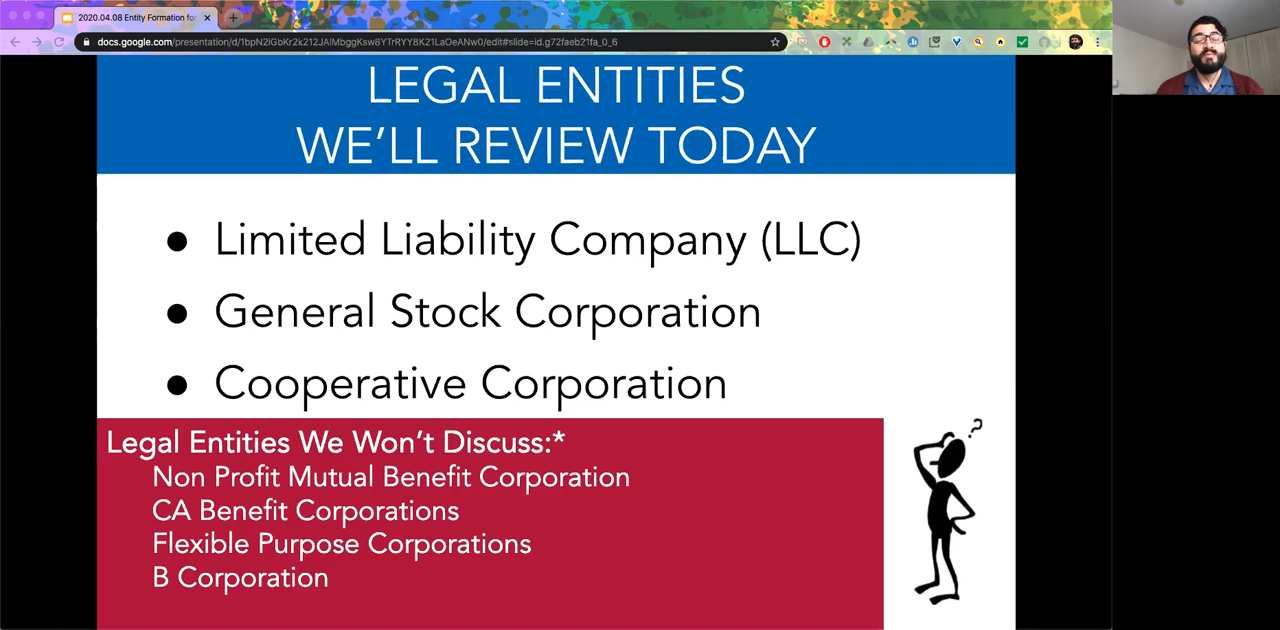 2020.04.08 Entity Formation for
docs.google.com/presentation/d/1bpN2iGbKr2k212JAIMbggKsw8YTrRYY8K21LaOeANw0/edit#slide=id.g72faeb21fa_0_6
LEGAL ENTITIES
WE'LL REVIEW TODAY
● Limited Liability Company (LLC)
● General Stock Corporation
● Cooperative Corporation
Legal Entities We Won't Discuss:*
Non Profit Mutual Benefit Corporation
CA Benefit Corporations
Flexible Purpose Corporations
B Corporation
?